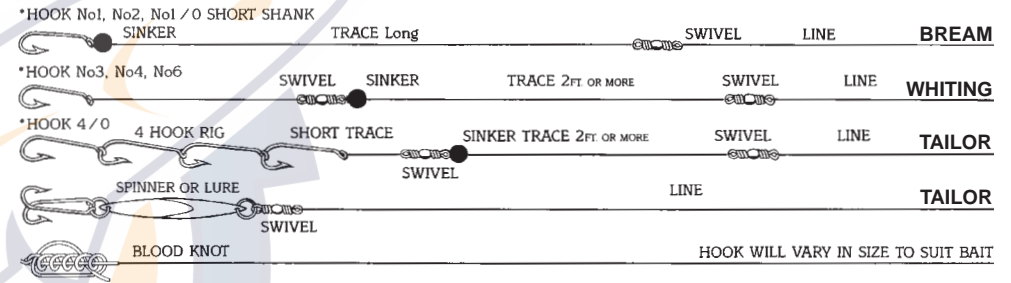 *HOOK No1, No2, No1/0 SHORT SHANK
SINKER TRACE Long SWIVEL LINE BREAM
*HOOK No3, No4, No6
SWIVEL SINKER TRACE 2FT. OR MORE SWIVEL LINE WHITING
*HOOK 4/0
4 HOOK RIG SHORT TRACE SINKER TRACE 2FT. OR MORE SWIVEL LINE TAILOR
SWIVEL
SPINNER OR LURE LINE TAILOR
SWIVEL
BLOOD KNOT HOOK WILL VARY IN SIZE TO SUIT BAIT